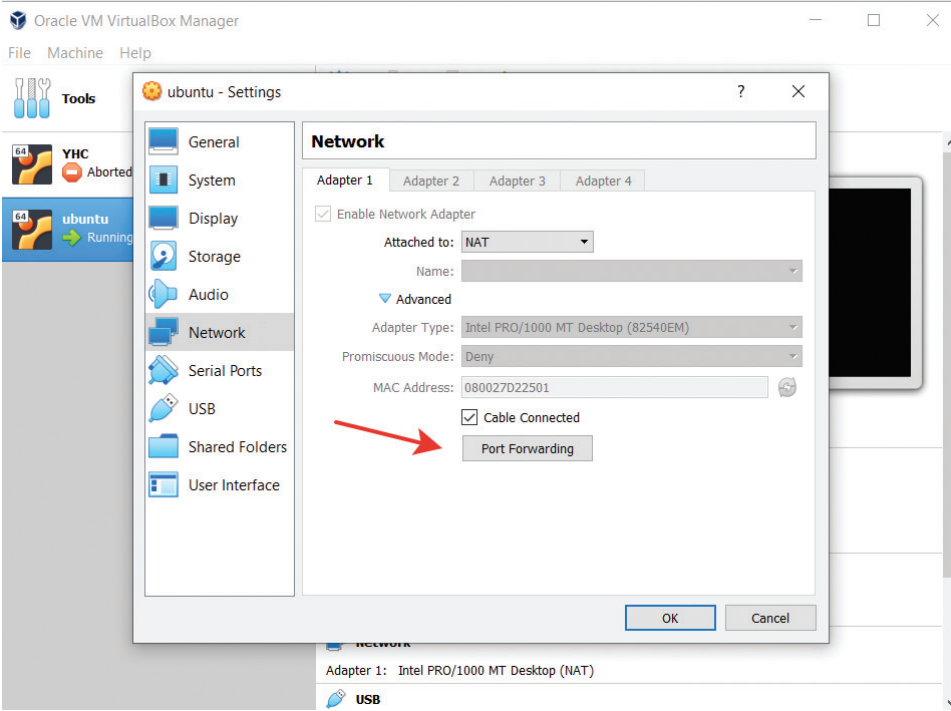 Oracle VM VirtualBox Manager
File Machine Help
Tools
64
YHC
Aborted
64
ubuntu
Running
ubuntu - Settings
?
General
System
Display
Storage
Audio
Network
Serial Ports
USB
Shared Folders
User Interface
Network
Adapter 1 Adapter 2 Adapter 3 Adapter 4
Enable Network Adapter
Attached to: NAT
Name:
Advanced
Adapter Type: Intel PRO/1000 MT Desktop (82540EM)
Promiscuous Mode: Deny
MAC Address: 080027D22501
Cable Connected
Port Forwarding
OK Cancel
Network
Adapter 1: Intel PRO/1000 MT Desktop (NAT)
USB